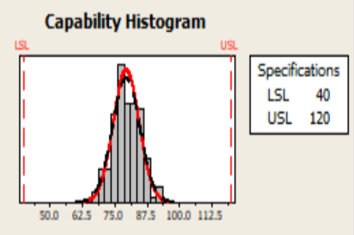 Capability Histogram
LSL USL
Specifications
LSL 40
USL 120
50.0 62.5 75.0 87.5 100.0 112.5